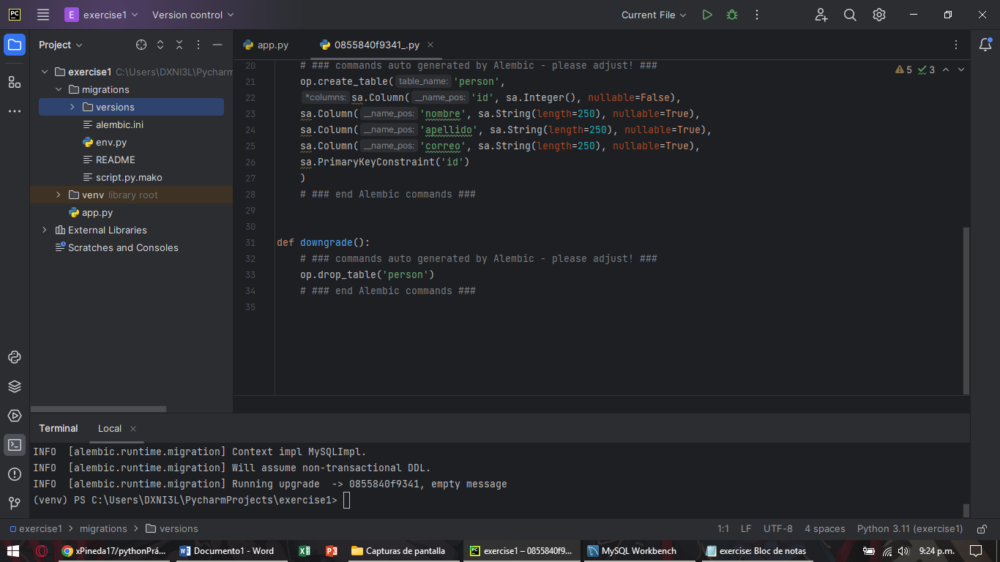 PC
E exercise1 Version control Current File
Project
exercise1 C:\Users\DXNI3L\Pycharm
migrations
versions
alembic.ini
env.py
README
script.py.mako
venv library root
app.py
External Libraries
Scratches and Consoles
app.py 0855840f9341_.py
5 3
20 # ### commands auto generated by Alembic - please adjust! ###
21 op.create_table( table_name: 'person',
22 *columns: sa.Column( __name_pos: 'id', sa.Integer(), nullable=False),
23 sa.Column( __name_pos: 'nombre', sa.String(length=250), nullable=True),
24 sa.Column( __name_pos: 'apellido', sa.String(length=250), nullable=True),
25 sa.Column( __name_pos: 'correo', sa.String(length=250), nullable=True),
26 sa.PrimaryKeyConstraint('id')
27 )
28 # ### end Alembic commands ###
29
30
31 def downgrade():
32 # ### commands auto generated by Alembic - please adjust! ###
33 op.drop_table('person')
34 # ### end Alembic commands ###
35
Terminal Local
INFO [alembic.runtime.migration] Context impl MySQLImpl.
INFO [alembic.runtime.migration] Will assume non-transactional DDL.
INFO [alembic.runtime.migration] Running upgrade -> 0855840f9341, empty message
(venv) PS C:\Users\DXNI3L\PycharmProjects\exercise1>
exercise1 > migrations > versions 1:1 LF UTF-8 4 spaces Python 3.11 (exercise1)
xPineda17/pythonPrá... Documento1 - Word Capturas de pantalla exercise1 – 0855840f9... MySQL Workbench exercise: Bloc de notas 9:24 p.m.